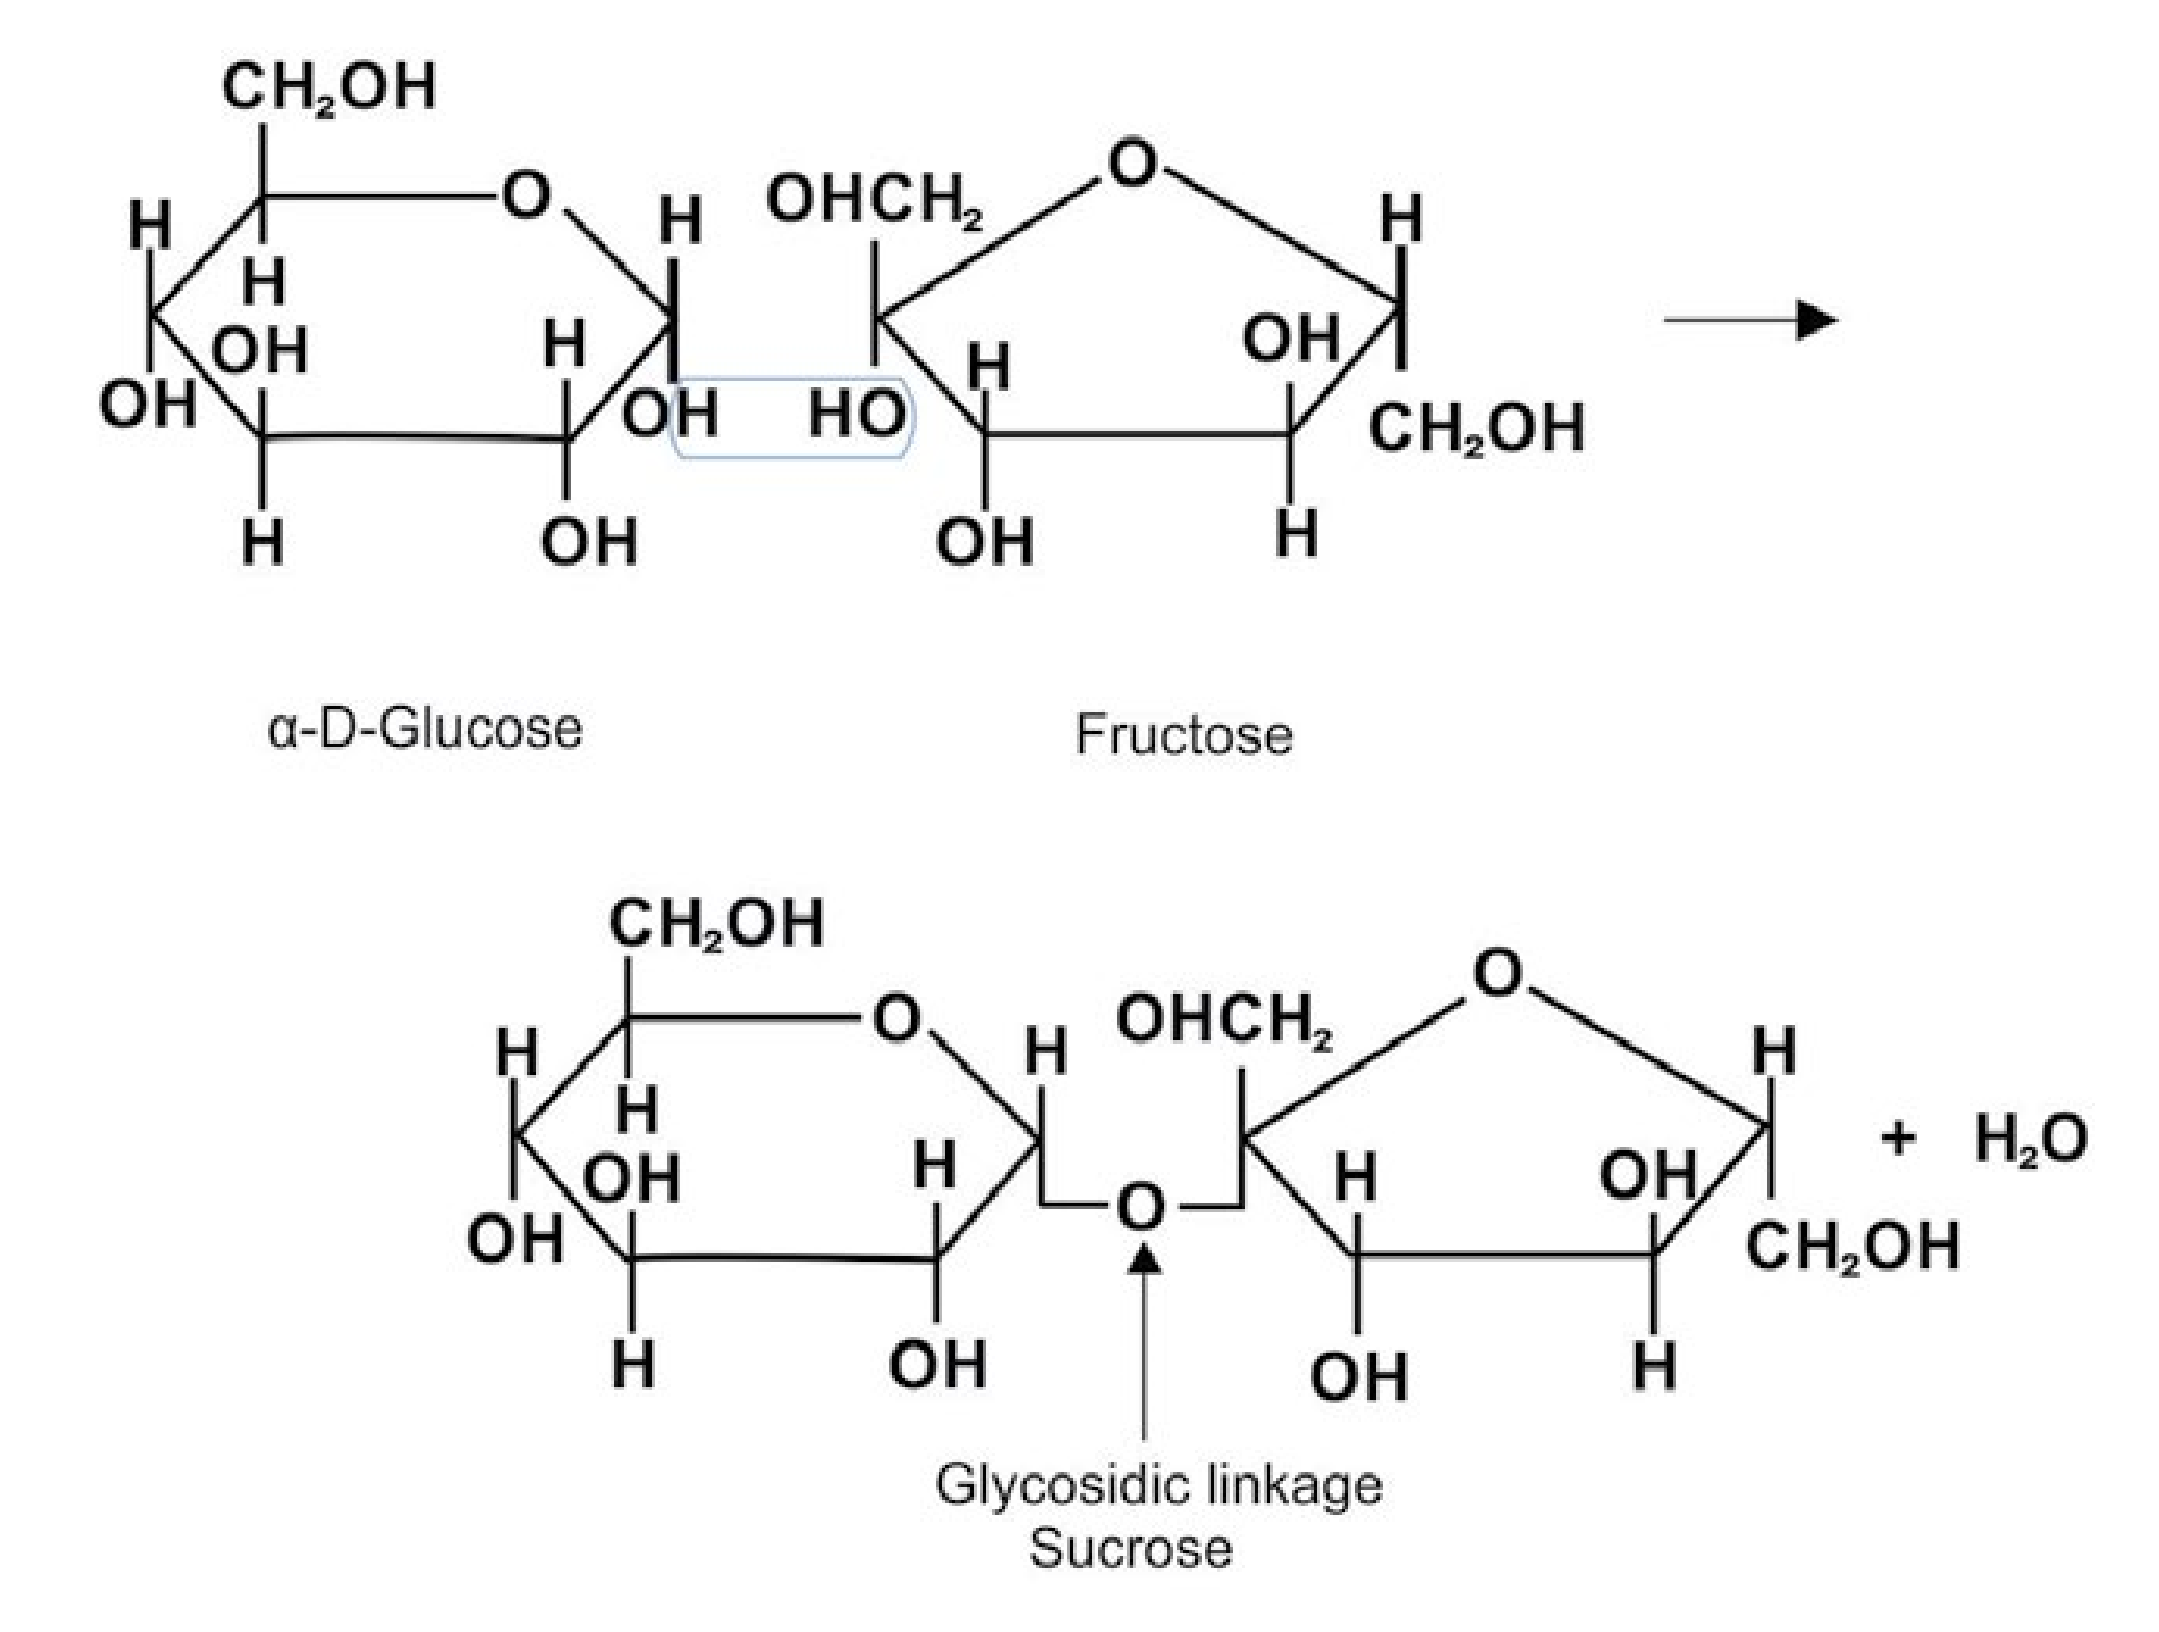 CH₂OH
O
H
OHCH₂
O
H
H
H
OH
H
H
OH
OH
OH
HO
CH₂OH
H
OH
OH
H
α-D-Glucose
Fructose
CH₂OH
O
H
H
OHCH₂
O
H
H
OH
H
H
OH
+ H₂O
OH
O
CH₂OH
H
OH
OH
H
Glycosidic linkage
Sucrose